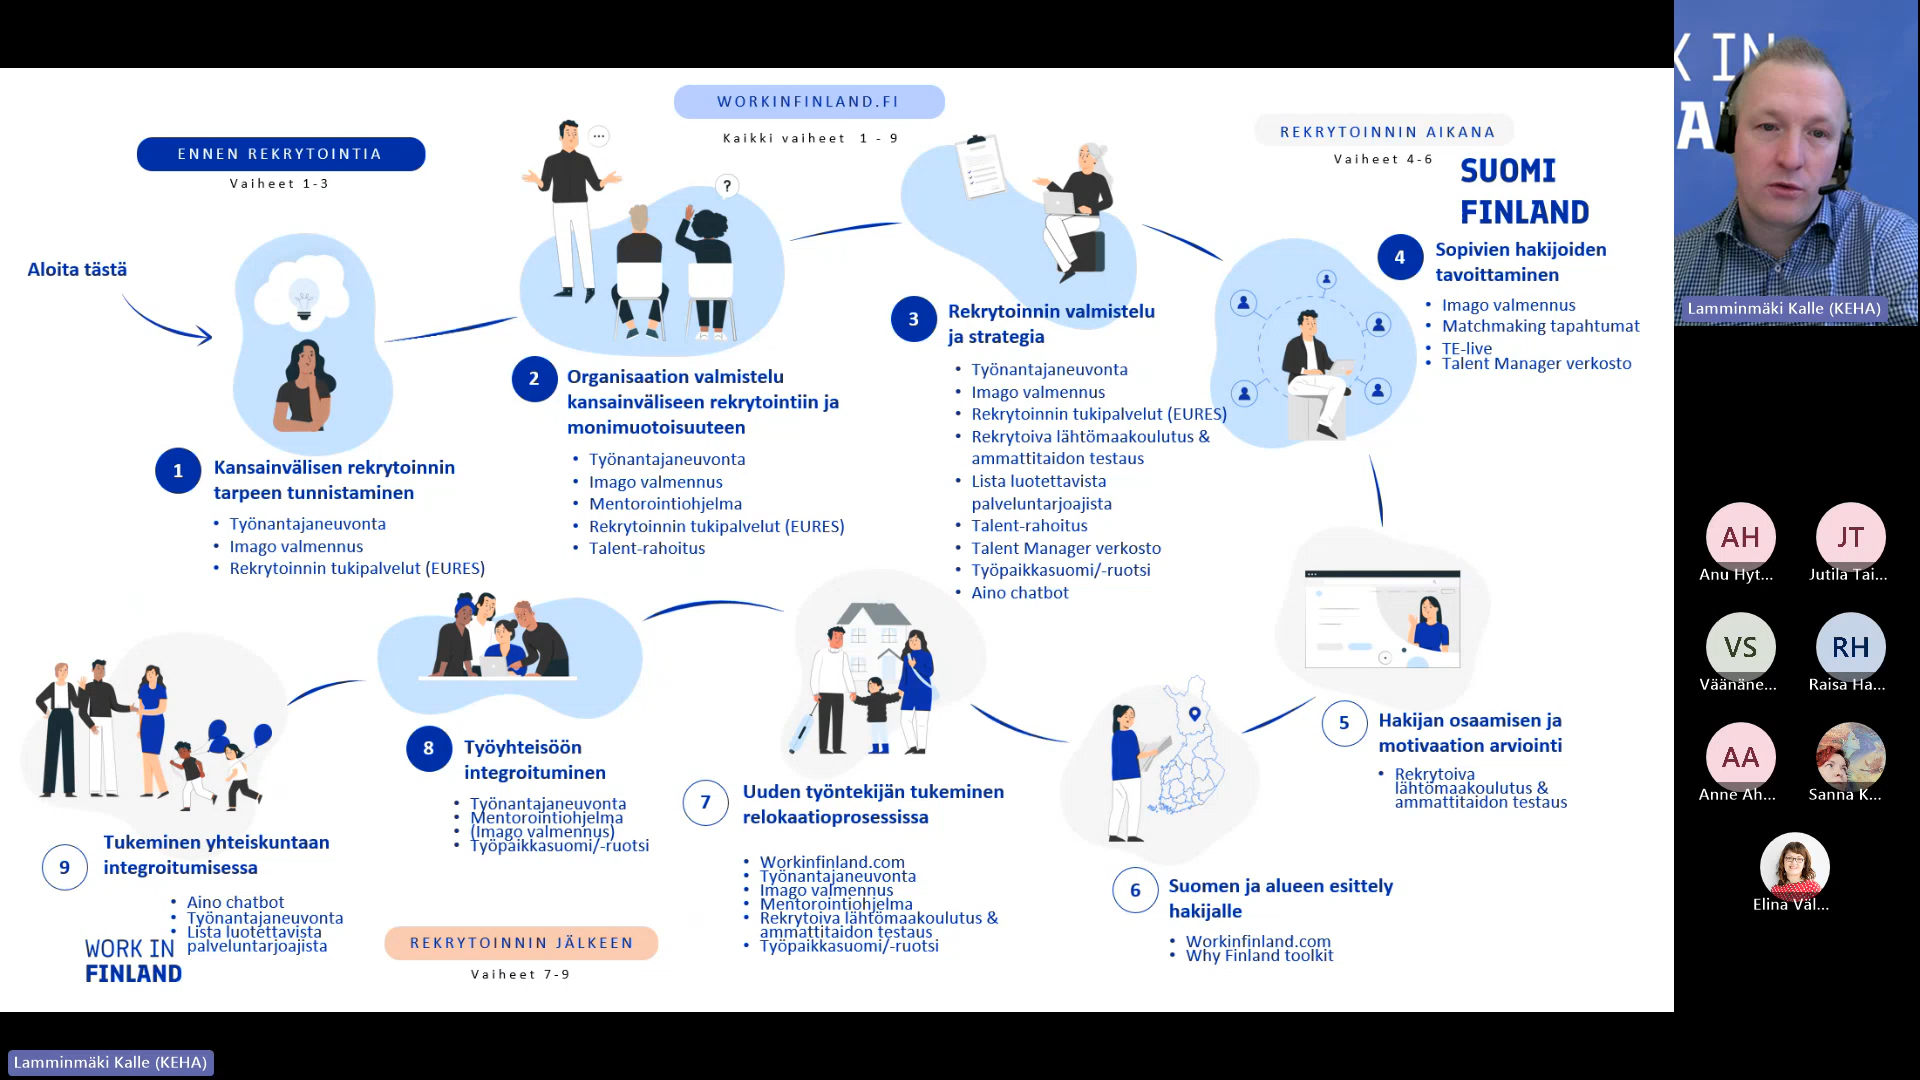 WORKINFINLAND.FI
Kaikki vaiheet 1 - 9
ENNEN REKRYTOINTIA
Vaiheet 1-3
REKRYTOINNIN AIKANA
Vaiheet 4-6
SUOMI
FINLAND
Aloita tästä
...
?
1
Kansainvälisen rekrytoinnin
tarpeen tunnistaminen
• Työnantajaneuvonta
• Imago valmennus
• Rekrytoinnin tukipalvelut (EURES)
2
Organisaation valmistelu
kansainväliseen rekrytointiin ja
monimuotoisuuteen
• Työnantajaneuvonta
• Imago valmennus
• Mentorointiohjelma
• Rekrytoinnin tukipalvelut (EURES)
• Talent-rahoitus
3
Rekrytoinnin valmistelu
ja strategia
• Työnantajaneuvonta
• Imago valmennus
• Rekrytoinnin tukipalvelut (EURES)
• Rekrytoiva lähtömaakoulutus &
ammattitaidon testaus
• Lista luotettavista
palveluntarjoajista
• Talent-rahoitus
• Talent Manager verkosto
• Työpaikkasuomi/-ruotsi
• Aino chatbot
4
Sopivien hakijoiden
tavoittaminen
• Imago valmennus
• Matchmaking tapahtumat
• TE-live
• Talent Manager verkosto
5
Hakijan osaamisen ja
motivaation arviointi
• Rekrytoiva
lähtömaakoulutus &
ammattitaidon testaus
6
Suomen ja alueen esittely
hakijalle
• Workinfinland.com
• Why Finland toolkit
7
Uuden työntekijän tukeminen
relokaatioprosessissa
• Workinfinland.com
• Työnantajaneuvonta
• Imago valmennus
• Mentorointiohjelma
• Rekrytoiva lähtömaakoulutus &
ammattitaidon testaus
• Työpaikkasuomi/-ruotsi
8
Työyhteisöön
integroituminen
• Työnantajaneuvonta
• Mentorointiohjelma
• (Imago valmennus)
• Työpaikkasuomi/-ruotsi
9
Tukeminen yhteiskuntaan
integroitumisessa
• Aino chatbot
• Työnantajaneuvonta
• Lista luotettavista
palveluntarjoajista
REKRYTOINNIN JÄLKEEN
Vaiheet 7-9
WORK IN
FINLAND
Lamminmäki Kalle (KEHA)
K IN
A
Lamminmäki Kalle (KEHA)
AH
Anu Hyt...
JT
Jutila Tai...
VS
Väänäne...
RH
Raisa Ha...
AA
Anne Ah...
Sanna K...
Elina Väl...